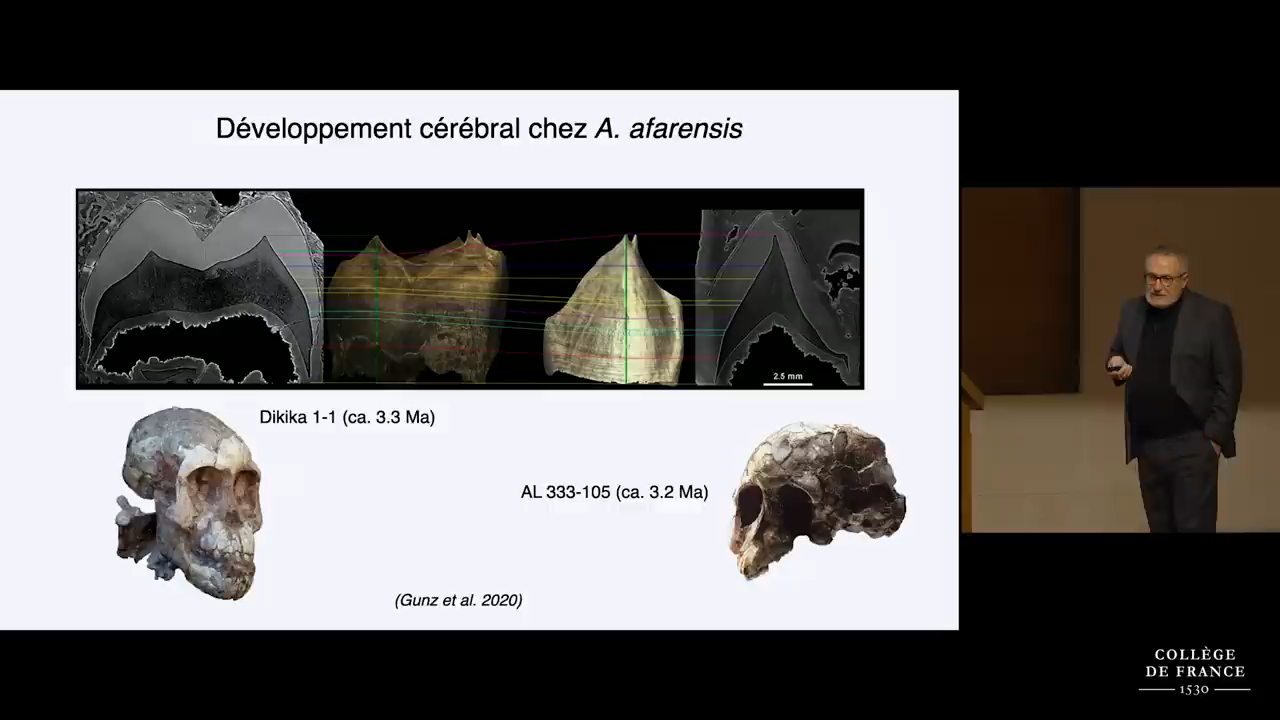 Développement cérébral chez A. afarensis
2.5 mm
Dikika 1-1 (ca. 3.3 Ma)
AL 333-105 (ca. 3.2 Ma)
(Gunz et al. 2020)
COLLÈGE
DE FRANCE
1530